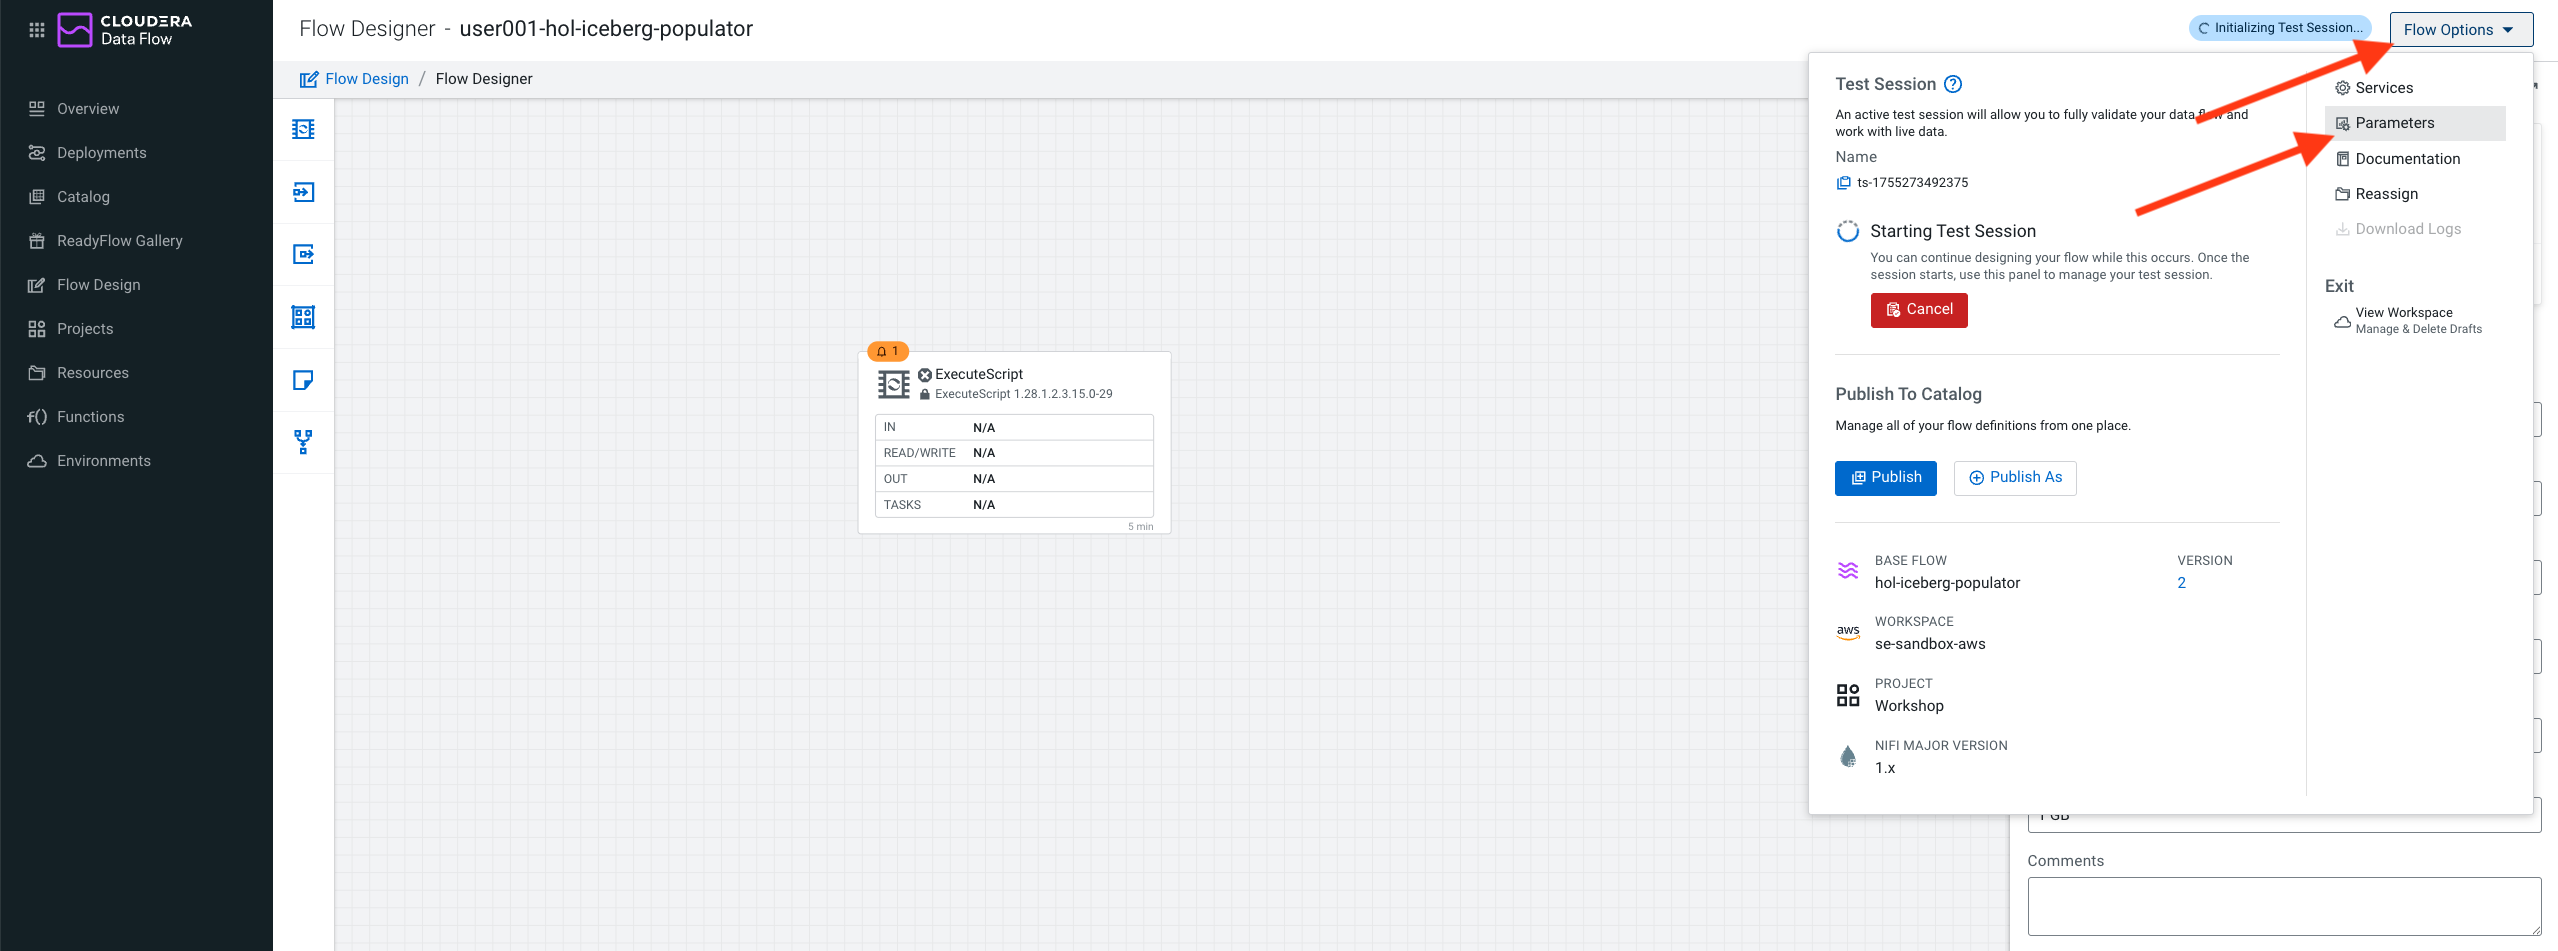 CLOUDERA
Data Flow
Overview
Deployments
Catalog
ReadyFlow Gallery
Flow Design
Projects
Resources
Functions
Environments
Flow Designer - user001-hol-iceberg-populator
Initializing Test Session...
Flow Options
Flow Design / Flow Designer
1
ExecuteScript
ExecuteScript 1.28.1.2.3.15.0-29
IN N/A
READ/WRITE N/A
OUT N/A
TASKS N/A
5 min
Test Session
An active test session will allow you to fully validate your data flow and
work with live data.
Name
ts-1755273492375
Starting Test Session
You can continue designing your flow while this occurs. Once the
session starts, use this panel to manage your test session.
Cancel
Publish To Catalog
Manage all of your flow definitions from one place.
Publish
Publish As
BASE FLOW
hol-iceberg-populator
VERSION
2
WORKSPACE
aws
se-sandbox-aws
PROJECT
Workshop
NIFI MAJOR VERSION
1.x
Services
Parameters
Documentation
Reassign
Download Logs
Exit
View Workspace
Manage & Delete Drafts
1 GB
Comments